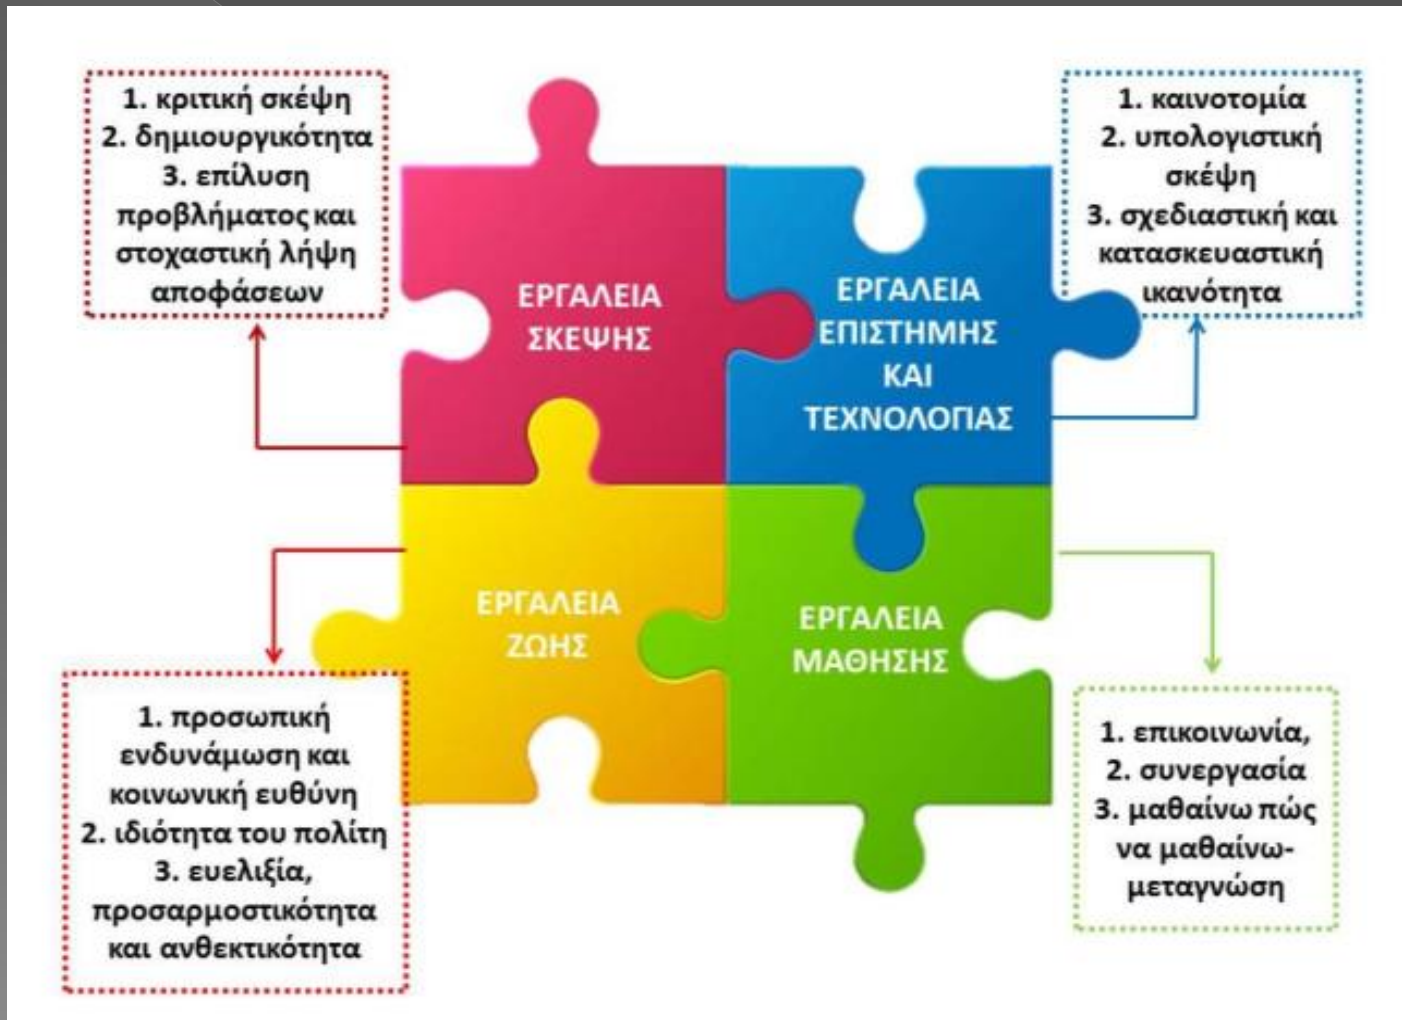 1. κριτική σκέψη
2. δημιουργικότητα
3. επίλυση
προβλήματος και
στοχαστική λήψη
αποφάσεων
ΕΡΓΑΛΕΙΑ
ΣΚΕΨΗΣ
ΕΡΓΑΛΕΙΑ
ΕΠΙΣΤΗΜΗΣ
ΚΑΙ
ΤΕΧΝΟΛΟΓΙΑΣ
1. καινοτομία
2. υπολογιστική
σκέψη
3. σχεδιαστική και
κατασκευαστική
ικανότητα
ΕΡΓΑΛΕΙΑ
ΖΩΗΣ
ΕΡΓΑΛΕΙΑ
ΜΑΘΗΣΗΣ
1. προσωπική
ενδυνάμωση και
κοινωνική ευθύνη
2. ιδιότητα του πολίτη
3. ευελιξία,
προσαρμοστικότητα
και ανθεκτικότητα
1. επικοινωνία,
2. συνεργασία
3. μαθαίνω πώς
να μαθαίνω-
μεταγνώση